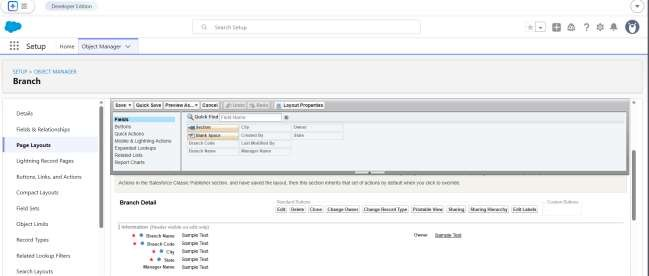 Developer Edition
Search Setup
Setup Home Object Manager
SETUP > OBJECT MANAGER
Branch
Details
Fields & Relationships
Page Layouts
Lightning Record Pages
Buttons, Links, and Actions
Compact Layouts
Field Sets
Object Limits
Record Types
Related Lookup Filters
Search Layouts
Save Quick Save Preview As... Cancel Undo Redo Layout Properties
Fields
Buttons
Quick Actions
Mobile & Lightning Actions
Expanded Lookups
Related Lists
Report Charts
Quick Find Field Name
Section City Owner
Blank Space Created By State
Branch Code Last Modified By
Branch Name Manager Name
Actions in the Salesforce Classic Publisher section, and have saved the layout, then this section inherits that set of actions by default when you click to override.
Branch Detail
Standard Buttons
Edit Delete Clone Change Owner Change Record Type Printable View Sharing Sharing Hierarchy Edit Labels
Custom Buttons
Information (Header visible on edit only)
Branch Name Sample Text Owner Sample Text
Branch Code Sample Text
City Sample Text
State Sample Text
Manager Name Sample Text